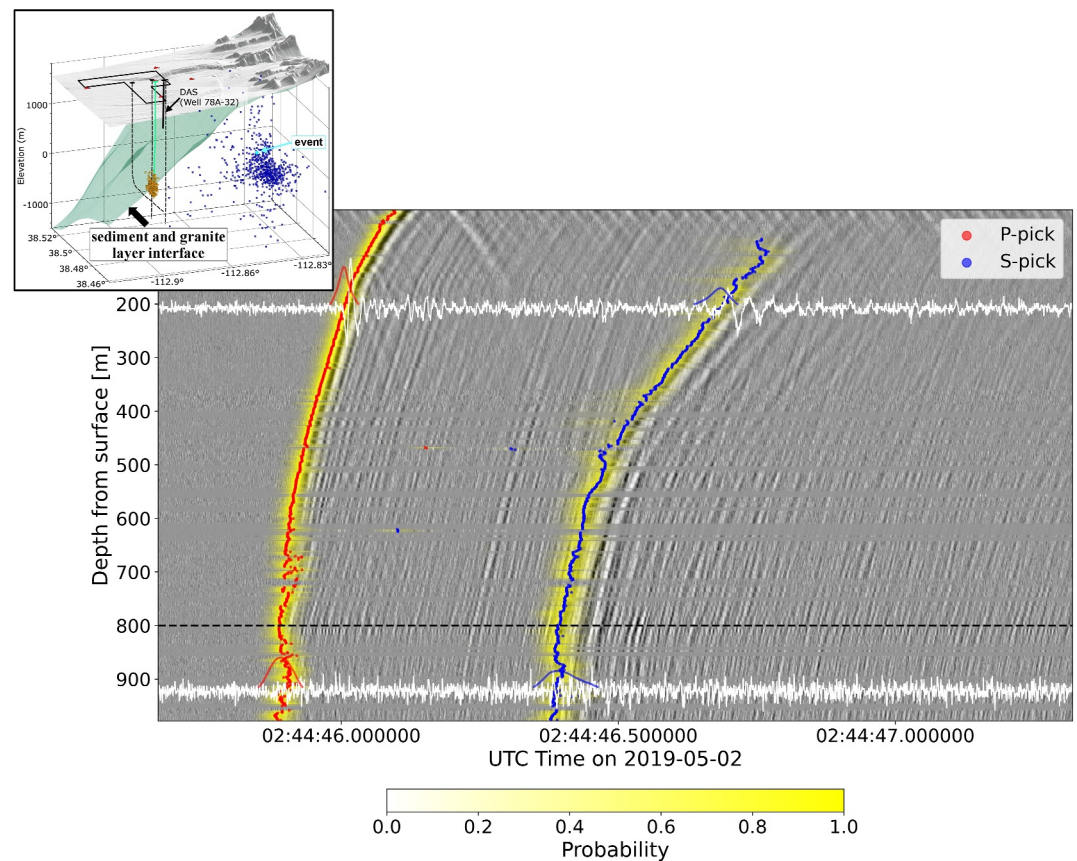 DAS
(Well 78A-32)
1000
event
Elevation (m)
0
-1000
sediment and granite
layer interface
38.52°
38.5°
38.48°
38.46°
-112.9°
-112.86°
-112.83°
P-pick
S-pick
200
300
400
500
600
700
800
900
Depth from surface [m]
02:44:46.000000
02:44:46.500000
02:44:47.000000
UTC Time on 2019-05-02
0.0
0.2
0.4
0.6
0.8
1.0
Probability